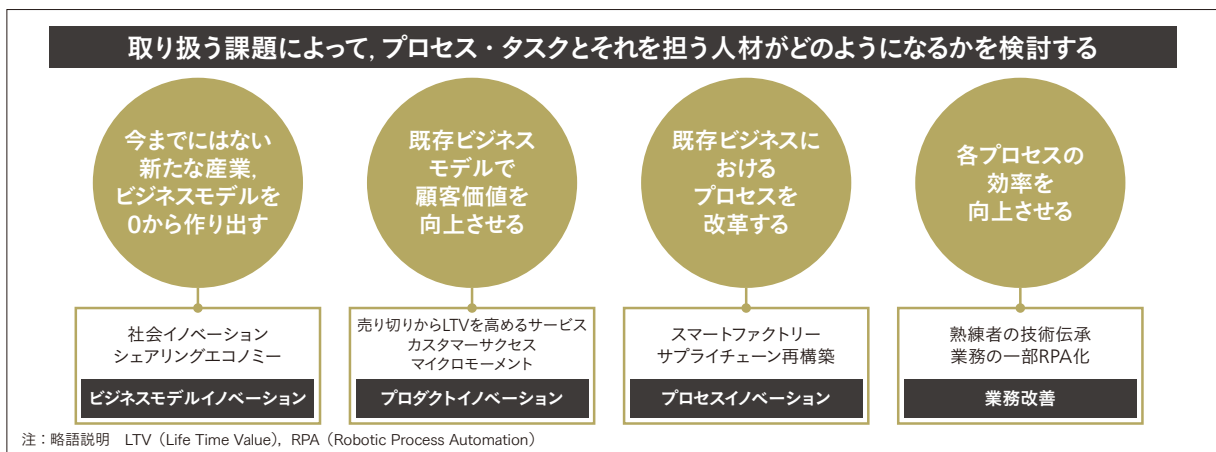 取り扱う課題によって，プロセス・タスクとそれを担う人材がどのようになるかを検討する
今までにはない
新たな産業，
ビジネスモデルを
0から作り出す
社会イノベーション
シェアリングエコノミー
ビジネスモデルイノベーション
既存ビジネス
モデルで
顧客価値を
向上させる
売り切りからLTVを高めるサービス
カスタマーサクセス
マイクロモーメント
プロダクトイノベーション
既存ビジネスに
おける
プロセスを
改革する
スマートファクトリー
サプライチェーン再構築
プロセスイノベーション
各プロセスの
効率を
向上させる
熟練者の技術伝承
業務の一部RPA化
業務改善
注：略語説明　LTV（Life Time Value），RPA（Robotic Process Automation）